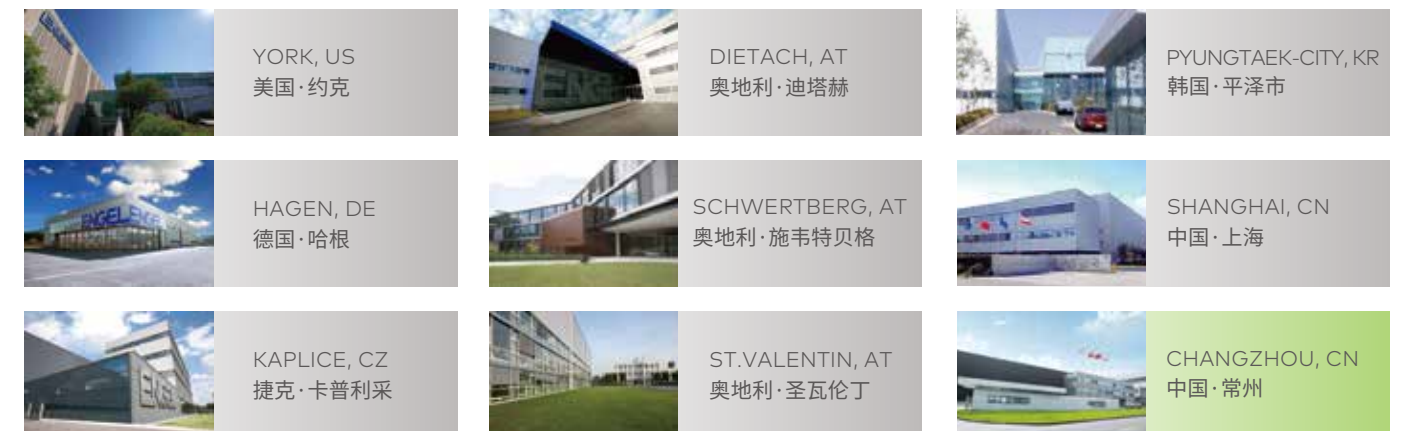 YORK, US
美国·约克
DIETACH, AT
奥地利·迪塔赫
PYUNGTAEK-CITY, KR
韩国·平泽市
HAGEN, DE
德国·哈根
ENGEL
SCHWERTBERG, AT
奥地利·施韦特贝格
SHANGHAI, CN
中国·上海
KAPLICE, CZ
捷克·卡普利采
ENGEL
ST.VALENTIN, AT
奥地利·圣瓦伦丁
CHANGZHOU, CN
中国·常州